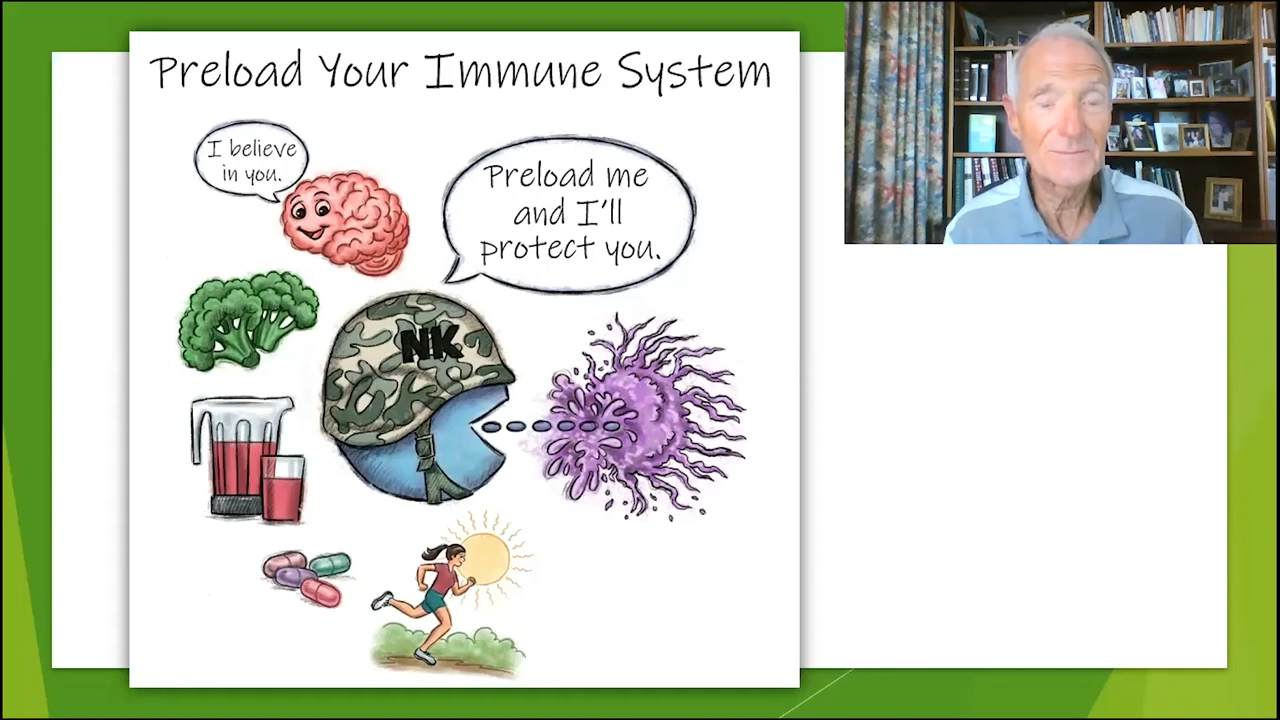 Preload Your Immune System
I believe
in you.
Preload me
and I'll
protect you.
NK